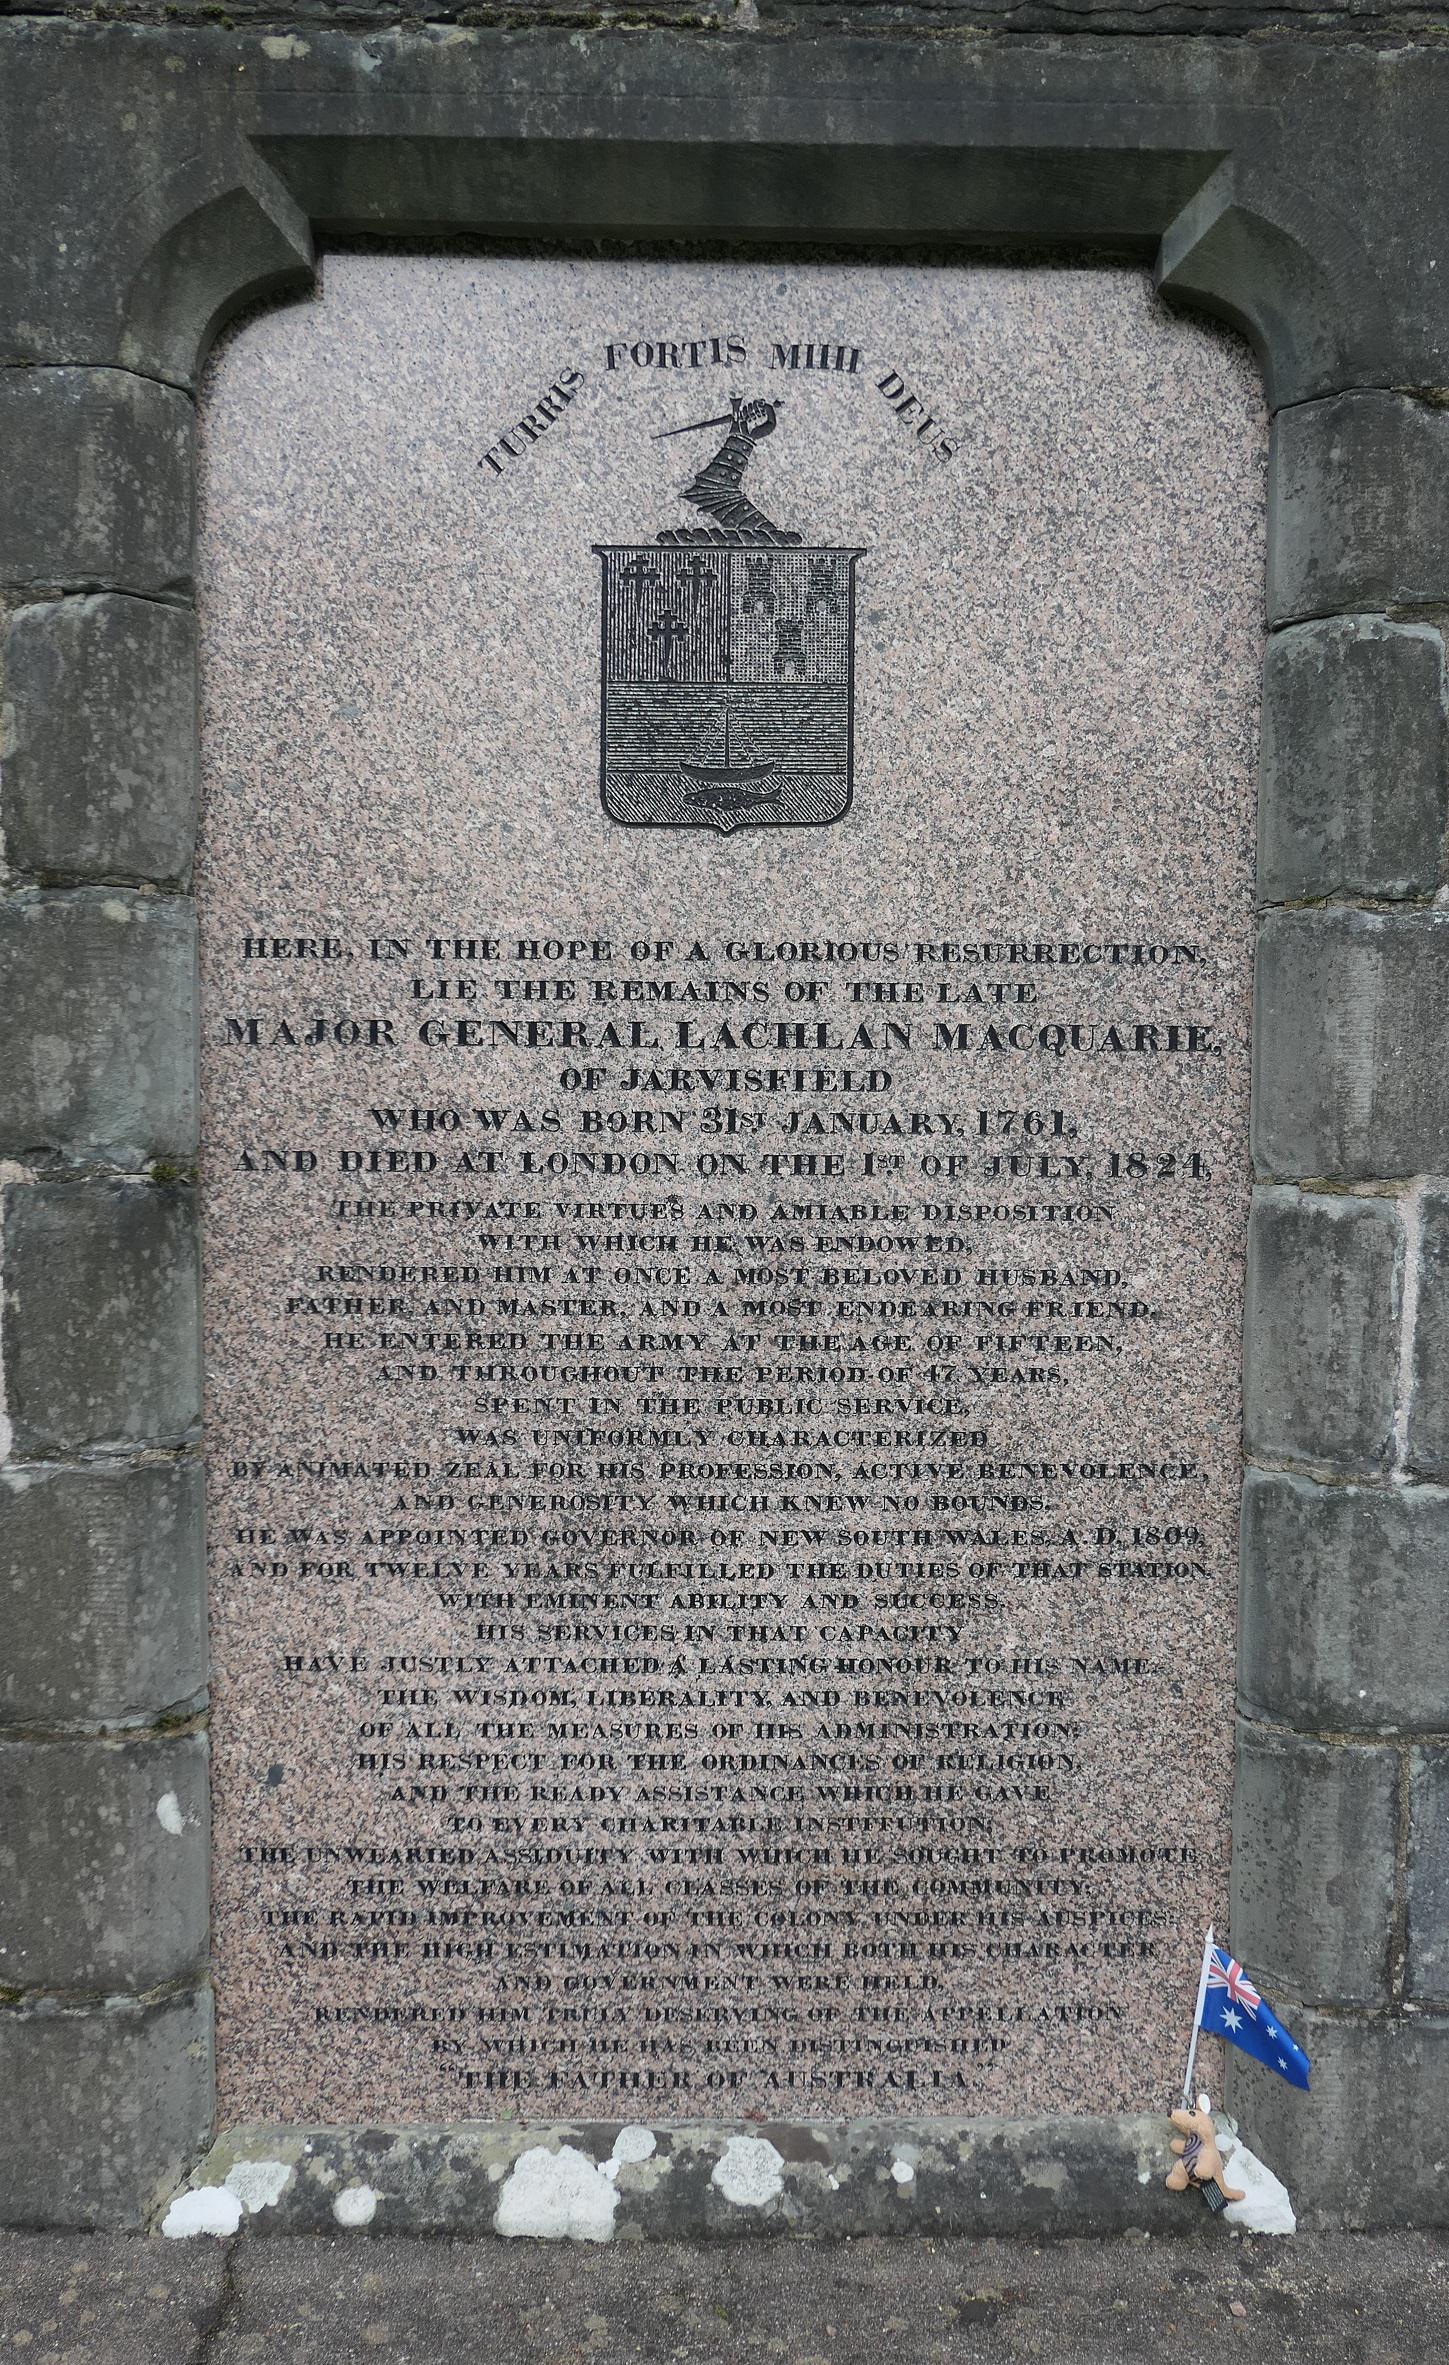 TURRIS FORTIS MIHI DEUS
HERE, IN THE HOPE OF A GLORIOUS RESURRECTION,
LIE THE REMAINS OF THE LATE
MAJOR GENERAL LACHLAN MACQUARIE,
OF JARVISFIELD
WHO WAS BORN 31ST JANUARY, 1761,
AND DIED AT LONDON ON THE 1ST OF JULY, 1824,
THE PRIVATE VIRTUES AND AMIABLE DISPOSITION
WITH WHICH HE WAS ENDOWED,
RENDERED HIM AT ONCE A MOST BELOVED HUSBAND,
FATHER, AND MASTER, AND A MOST ENDEARING FRIEND.
HE ENTERED THE ARMY AT THE AGE OF FIFTEEN,
AND THROUGHOUT THE PERIOD OF 47 YEARS,
SPENT IN THE PUBLIC SERVICE,
WAS UNIFORMLY CHARACTERIZED
BY ANIMATED ZEAL FOR HIS PROFESSION, ACTIVE BENEVOLENCE,
AND GENEROSITY WHICH KNEW NO BOUNDS.
HE WAS APPOINTED GOVERNOR OF NEW SOUTH WALES, A.D. 1809,
AND FOR TWELVE YEARS FULFILLED THE DUTIES OF THAT STATION,
WITH EMINENT ABILITY AND SUCCESS.
HIS SERVICES IN THAT CAPACITY
HAVE JUSTLY ATTACHED A LASTING HONOUR TO HIS NAME.
THE WISDOM, LIBERALITY, AND BENEVOLENCE
OF ALL THE MEASURES OF HIS ADMINISTRATION;
HIS RESPECT FOR THE ORDINANCES OF RELIGION,
AND THE READY ASSISTANCE WHICH HE GAVE
TO EVERY CHARITABLE INSTITUTION;
THE UNWEARIED ASSIDUITY WITH WHICH HE SOUGHT TO PROMOTE
THE WELFARE OF ALL CLASSES OF THE COMMUNITY;
THE RAPID IMPROVEMENT OF THE COLONY UNDER HIS AUSPICES;
AND THE HIGH ESTIMATION IN WHICH BOTH HIS CHARACTER
AND GOVERNMENT WERE HELD,
RENDERED HIM TRULY DESERVING OF THE APPELLATION
BY WHICH HE HAS BEEN DISTINGUISHED
"THE FATHER OF AUSTRALIA."